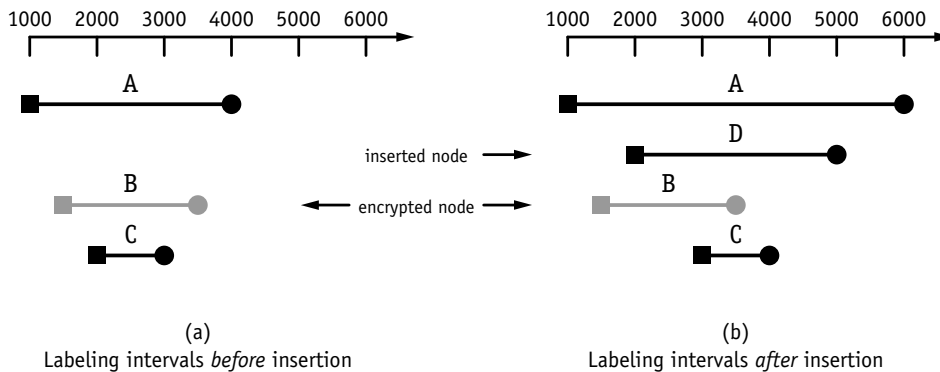 1000 2000 3000 4000 5000 6000
1000 2000 3000 4000 5000 6000
A
A
D
inserted node
B
B
encrypted node
C
C
(a)
Labeling intervals before insertion
(b)
Labeling intervals after insertion